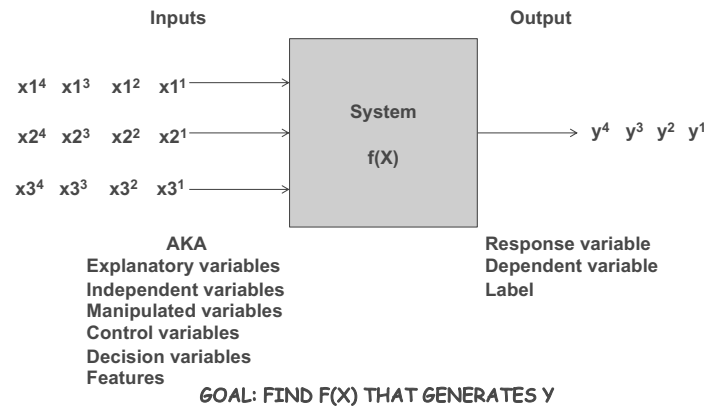 Inputs
Output
x1⁴ x1³ x1² x1¹
x2⁴ x2³ x2² x2¹
x3⁴ x3³ x3² x3¹
System
f(X)
y⁴ y³ y² y¹
AKA
Explanatory variables
Independent variables
Manipulated variables
Control variables
Decision variables
Features
Response variable
Dependent variable
Label
GOAL: FIND F(X) THAT GENERATES Y